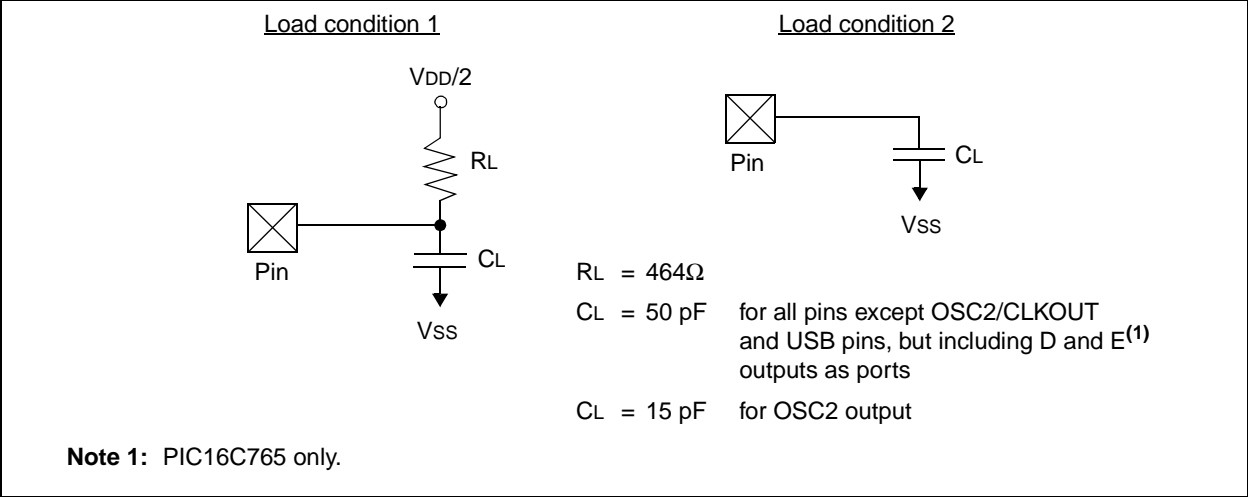 Load condition 1
VDD/2
RL
Pin
CL
VSS
Load condition 2
Pin
CL
VSS
RL = 464Ω
CL = 50 pF for all pins except OSC2/CLKOUT
and USB pins, but including D and E(1)
outputs as ports
CL = 15 pF for OSC2 output
Note 1: PIC16C765 only.